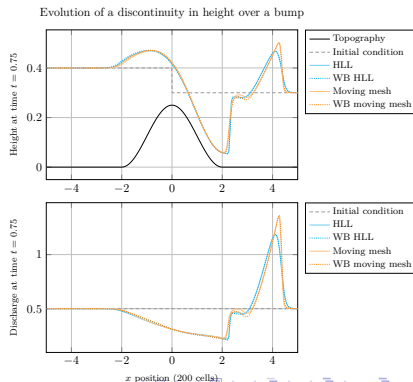 Evolution of a discontinuity in height over a bump
Height at time t = 0.75
0.4
0.2
0
−4
−2
0
2
4
Topography
Initial condition
HLL
WB HLL
Moving mesh
WB moving mesh
Discharge at time t = 0.75
1
0.5
−4
−2
0
2
4
Initial condition
HLL
WB HLL
Moving mesh
WB moving mesh
x position (200 cells)